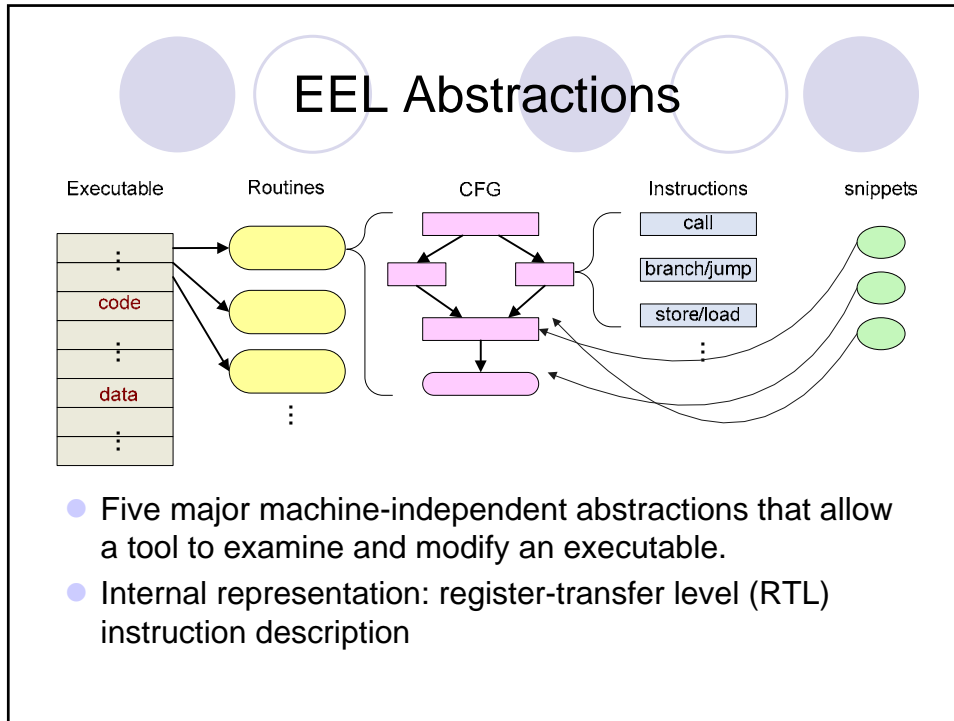 EEL Abstractions
Executable
Routines
CFG
Instructions
snippets
⋮
code
⋮
data
⋮
⋮
call
branch/jump
store/load
⋮
Five major machine-independent abstractions that allow
a tool to examine and modify an executable.
Internal representation: register-transfer level (RTL)
instruction description